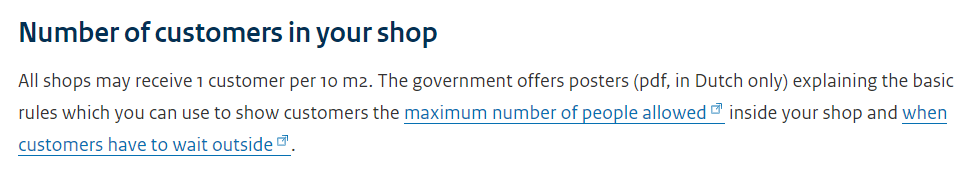 Number of customers in your shop
All shops may receive 1 customer per 10 m2. The government offers posters (pdf, in Dutch only) explaining the basic
rules which you can use to show customers the maximum number of people allowed inside your shop and when
customers have to wait outside.